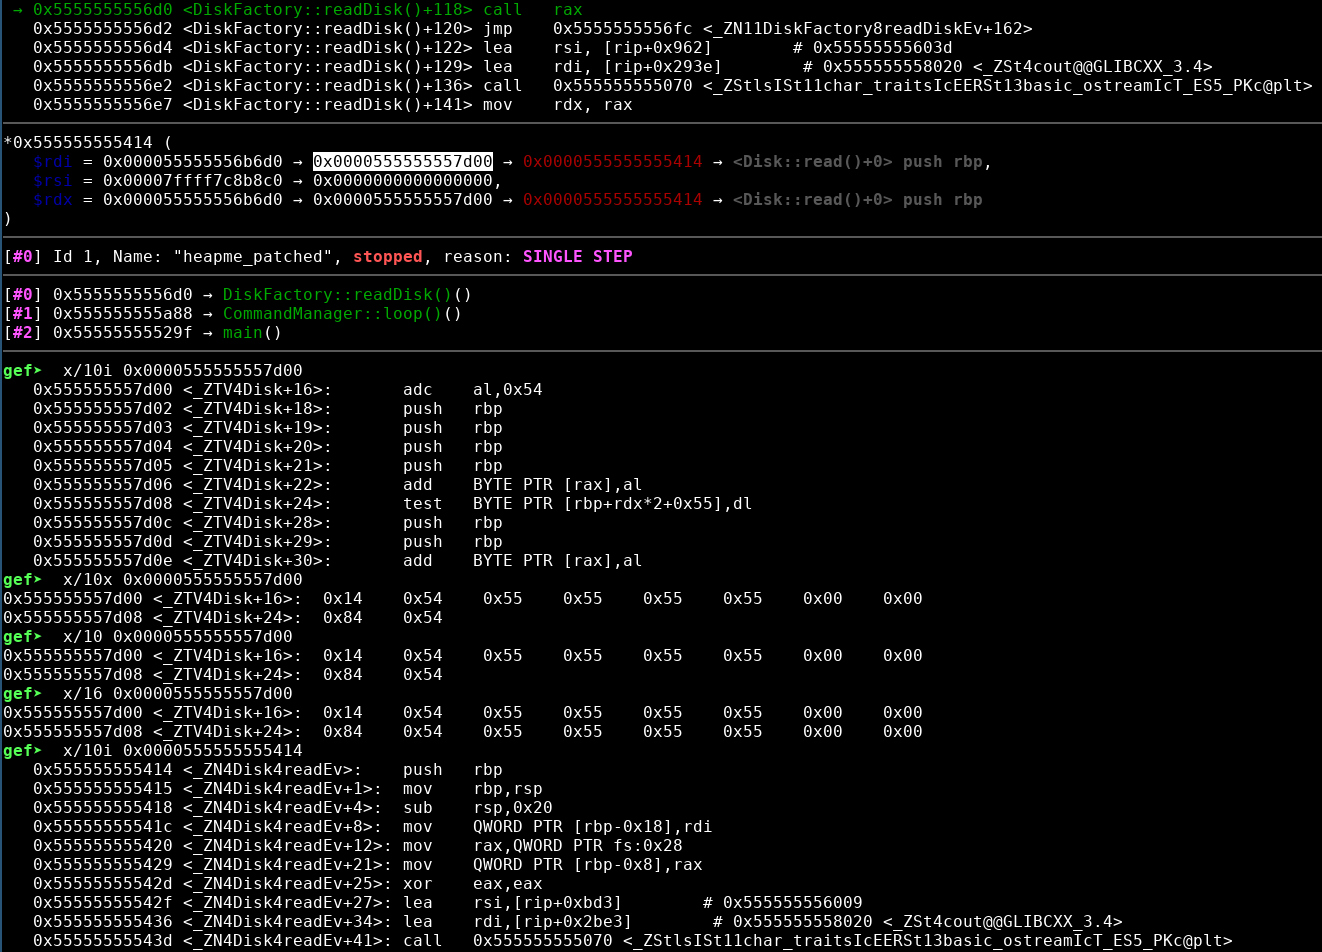 → 0x5555555556d0 <DiskFactory::readDisk()+118> call   rax
0x5555555556d2 <DiskFactory::readDisk()+120> jmp    0x5555555556fc <_ZN11DiskFactory8readDiskEv+162>
0x5555555556d4 <DiskFactory::readDisk()+122> lea    rsi, [rip+0x962]        # 0x55555555603d
0x5555555556db <DiskFactory::readDisk()+129> lea    rdi, [rip+0x293e]        # 0x555555558020 <_ZSt4cout@@GLIBCXX_3.4>
0x5555555556e2 <DiskFactory::readDisk()+136> call   0x555555555070 <_ZStlsISt11char_traitsIcEERSt13basic_ostreamIcT_ES5_PKc@plt>
0x5555555556e7 <DiskFactory::readDisk()+141> mov    rdx, rax
*0x555555555414 (
$rdi = 0x000055555556b6d0 → 0x0000555555557d00 → 0x0000555555555414 → <Disk::read()+0> push rbp,
$rsi = 0x00007ffff7c8b8c0 → 0x0000000000000000,
$rdx = 0x000055555556b6d0 → 0x0000555555557d00 → 0x0000555555555414 → <Disk::read()+0> push rbp
)
[#0] Id 1, Name: "heapme_patched", stopped, reason: SINGLE STEP
[#0] 0x5555555556d0 → DiskFactory::readDisk()()
[#1] 0x555555555a88 → CommandManager::loop()()
[#2] 0x55555555529f → main()
gef➤  x/10i 0x0000555555557d00
0x555555557d00 <_ZTV4Disk+16>:       adc    al,0x54
0x555555557d02 <_ZTV4Disk+18>:       push   rbp
0x555555557d03 <_ZTV4Disk+19>:       push   rbp
0x555555557d04 <_ZTV4Disk+20>:       push   rbp
0x555555557d05 <_ZTV4Disk+21>:       push   rbp
0x555555557d06 <_ZTV4Disk+22>:       add    BYTE PTR [rax],al
0x555555557d08 <_ZTV4Disk+24>:       test   BYTE PTR [rbp+rdx*2+0x55],dl
0x555555557d0c <_ZTV4Disk+28>:       push   rbp
0x555555557d0d <_ZTV4Disk+29>:       push   rbp
0x555555557d0e <_ZTV4Disk+30>:       add    BYTE PTR [rax],al
gef➤  x/10x 0x0000555555557d00
0x555555557d00 <_ZTV4Disk+16>:  0x14    0x54    0x55    0x55    0x55    0x55    0x00    0x00
0x555555557d08 <_ZTV4Disk+24>:  0x84    0x54
gef➤  x/10 0x0000555555557d00
0x555555557d00 <_ZTV4Disk+16>:  0x14    0x54    0x55    0x55    0x55    0x55    0x00    0x00
0x555555557d08 <_ZTV4Disk+24>:  0x84    0x54
gef➤  x/16 0x0000555555557d00
0x555555557d00 <_ZTV4Disk+16>:  0x14    0x54    0x55    0x55    0x55    0x55    0x00    0x00
0x555555557d08 <_ZTV4Disk+24>:  0x84    0x54    0x55    0x55    0x55    0x55    0x00    0x00
gef➤  x/10i 0x0000555555555414
0x555555555414 <_ZN4Disk4readEv>:    push   rbp
0x555555555415 <_ZN4Disk4readEv+1>:  mov    rbp,rsp
0x555555555418 <_ZN4Disk4readEv+4>:  sub    rsp,0x20
0x55555555541c <_ZN4Disk4readEv+8>:  mov    QWORD PTR [rbp-0x18],rdi
0x555555555420 <_ZN4Disk4readEv+12>: mov    rax,QWORD PTR fs:0x28
0x555555555429 <_ZN4Disk4readEv+21>: mov    QWORD PTR [rbp-0x8],rax
0x55555555542d <_ZN4Disk4readEv+25>: xor    eax,eax
0x55555555542f <_ZN4Disk4readEv+27>: lea    rsi,[rip+0xbd3]        # 0x555555556009
0x555555555436 <_ZN4Disk4readEv+34>: lea    rdi,[rip+0x2be3]        # 0x555555558020 <_ZSt4cout@@GLIBCXX_3.4>
0x55555555543d <_ZN4Disk4readEv+41>: call   0x555555555070 <_ZStlsISt11char_traitsIcEERSt13basic_ostreamIcT_ES5_PKc@plt>